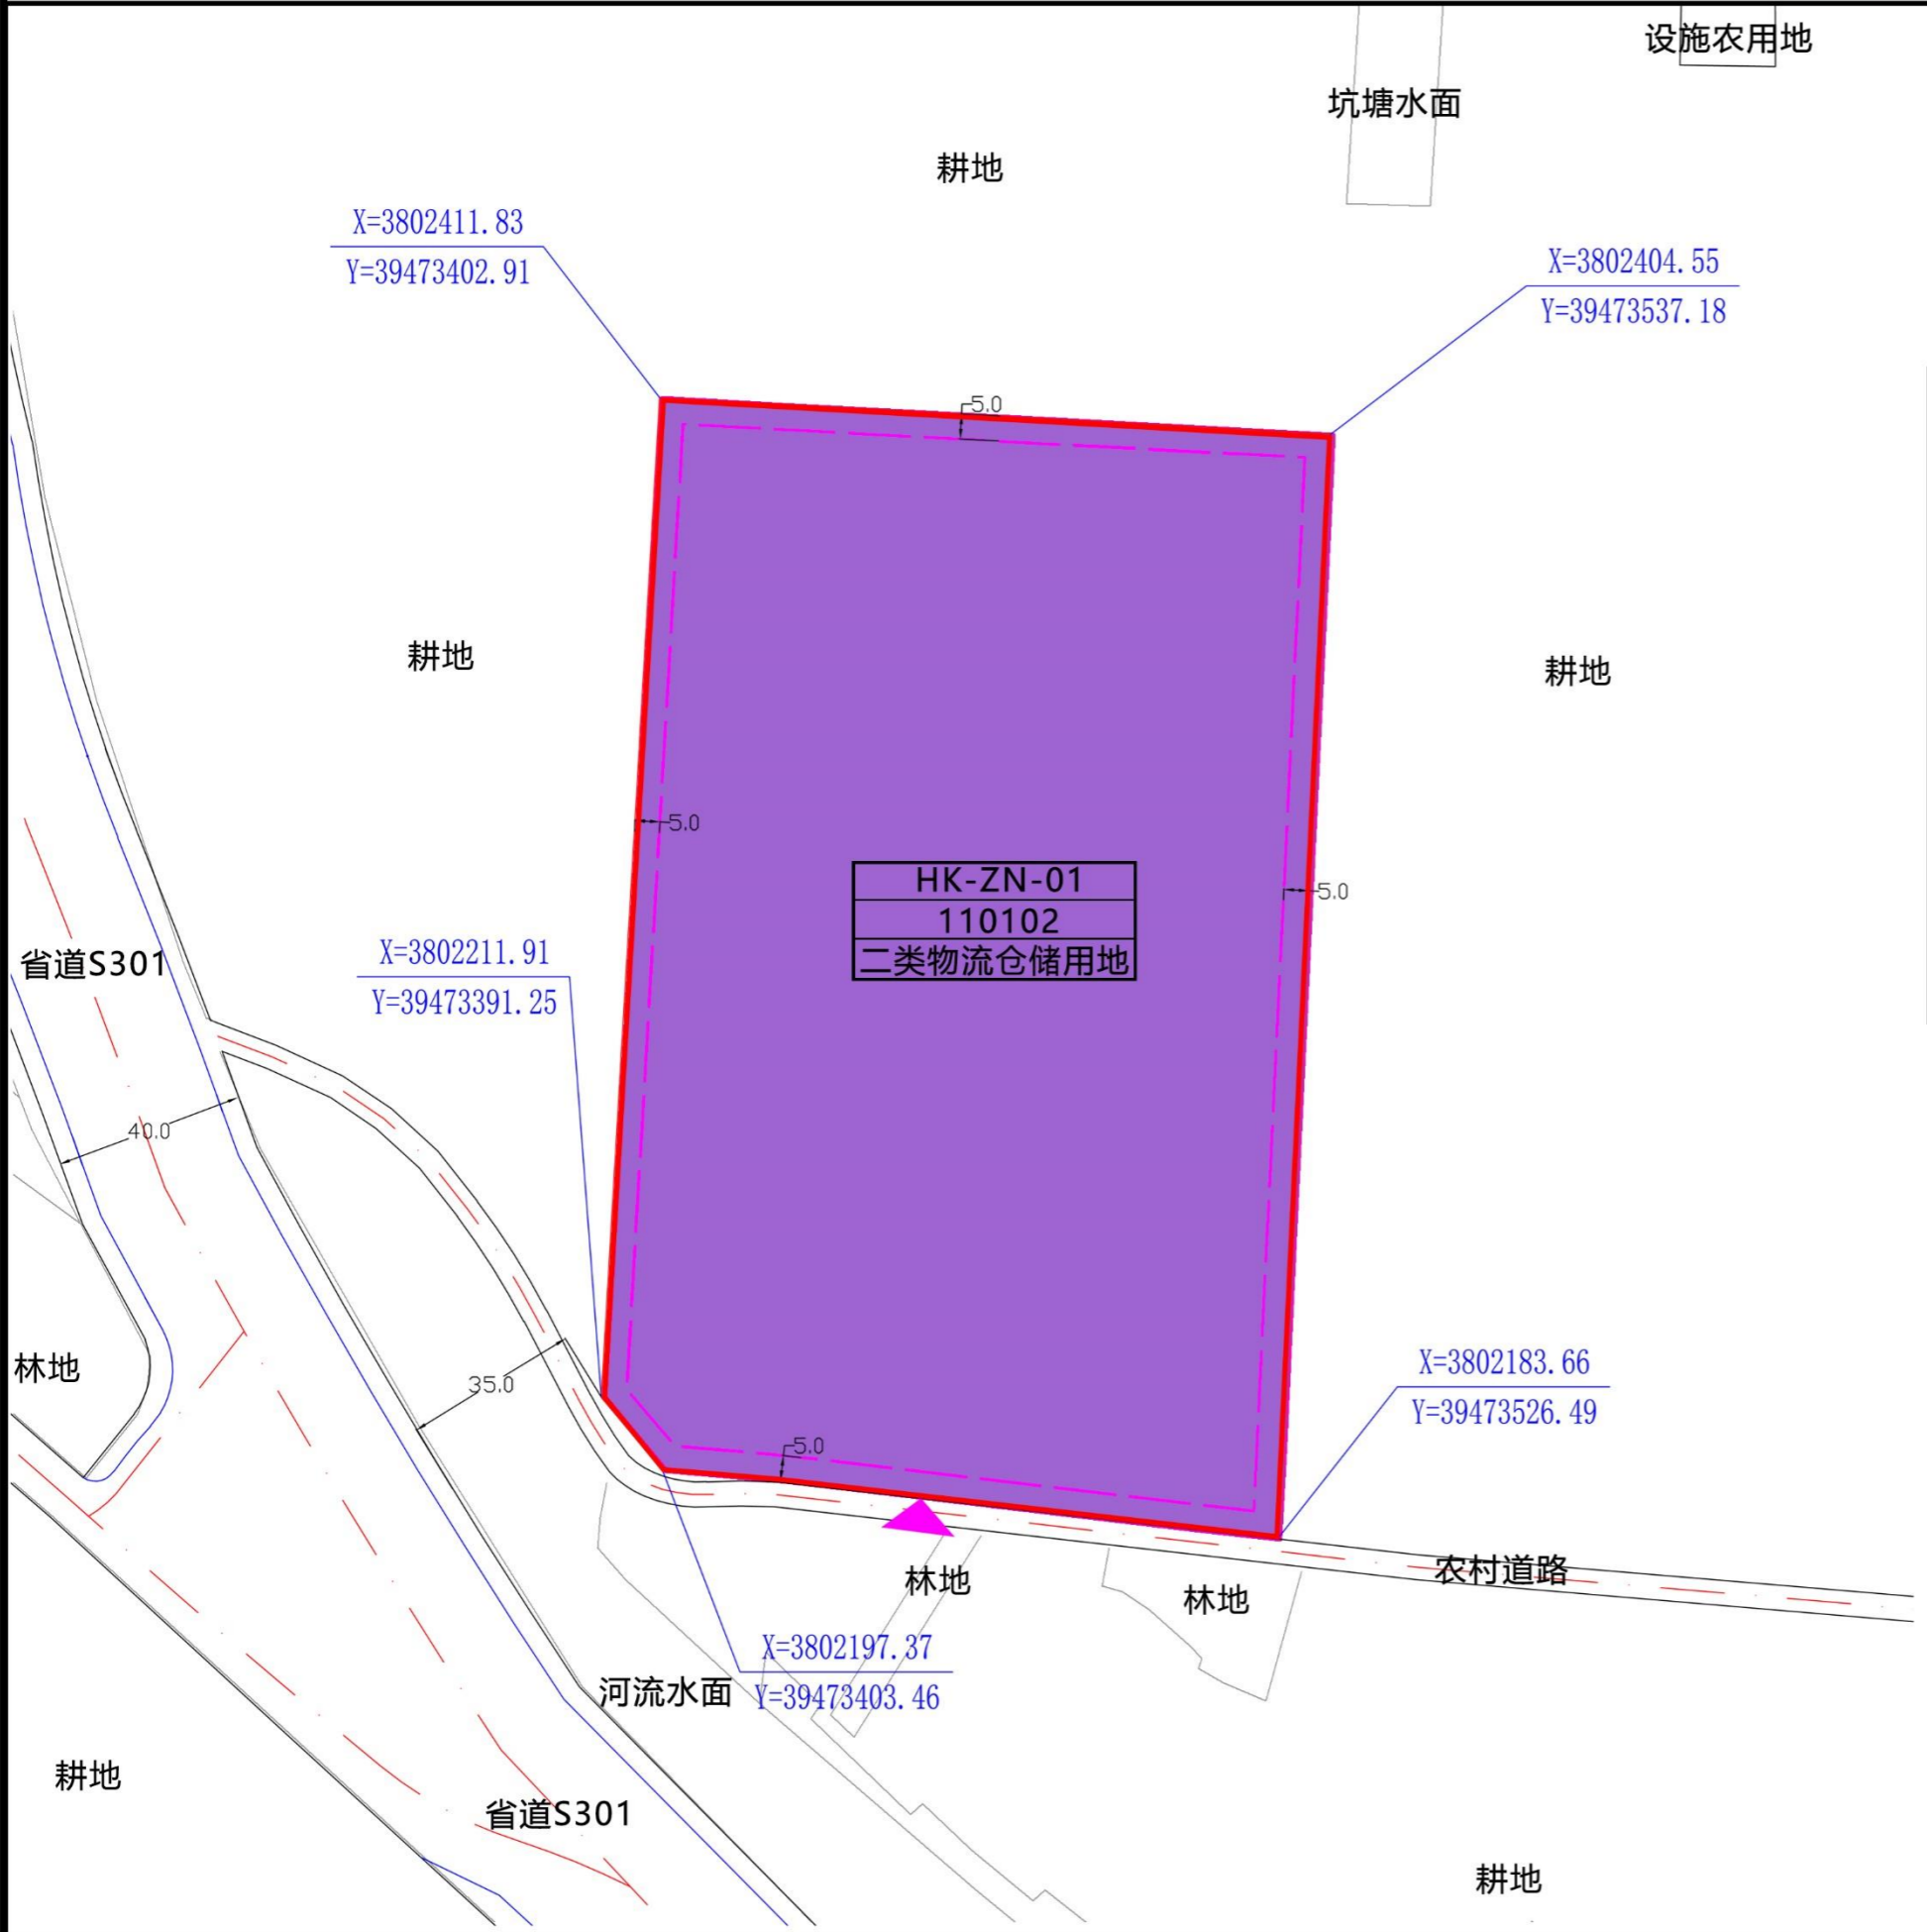 设施农用地
坑塘水面
耕地
X=3802411.83
Y=39473402.91
X=3802404.55
Y=39473537.18
5.0
耕地
耕地
5.0
HK-ZN-01
110102
二类物流仓储用地
5.0
省道S301
X=3802211.91
Y=39473391.25
40.0
林地
35.0
X=3802183.66
Y=39473526.49
5.0
农村道路
林地
林地
X=3802197.37
Y=39473403.46
河流水面
耕地
省道S301
耕地